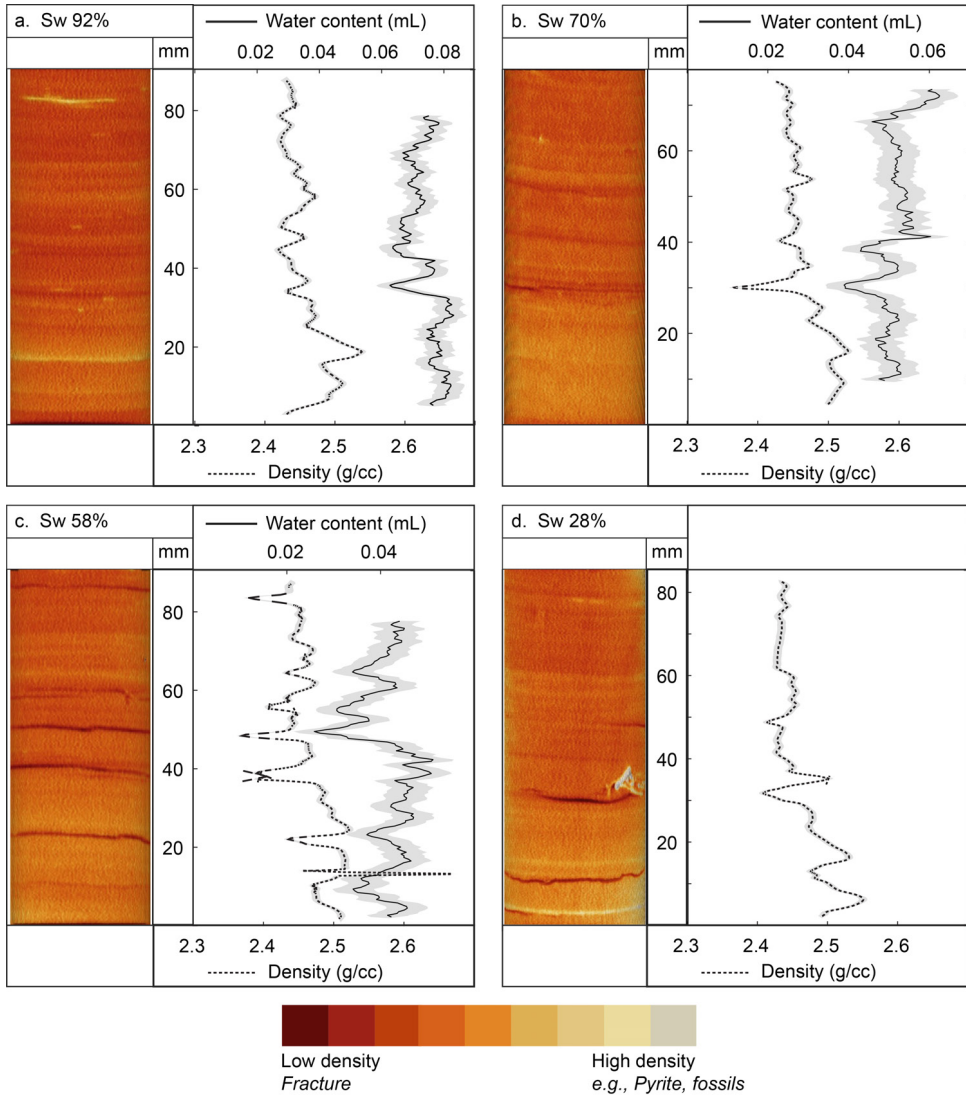 a. Sw 92%
Water content (mL)
mm
0.02 0.04 0.06 0.08
80
60
40
20
2.3 2.4 2.5 2.6
Density (g/cc)
b. Sw 70%
Water content (mL)
mm
0.02 0.04 0.06
60
40
20
2.3 2.4 2.5 2.6
Density (g/cc)
c. Sw 58%
Water content (mL)
mm
0.02 0.04
80
60
40
20
2.3 2.4 2.5 2.6
Density (g/cc)
d. Sw 28%
mm
80
60
40
20
2.3 2.4 2.5 2.6
Density (g/cc)
Low density
Fracture
High density
e.g., Pyrite, fossils